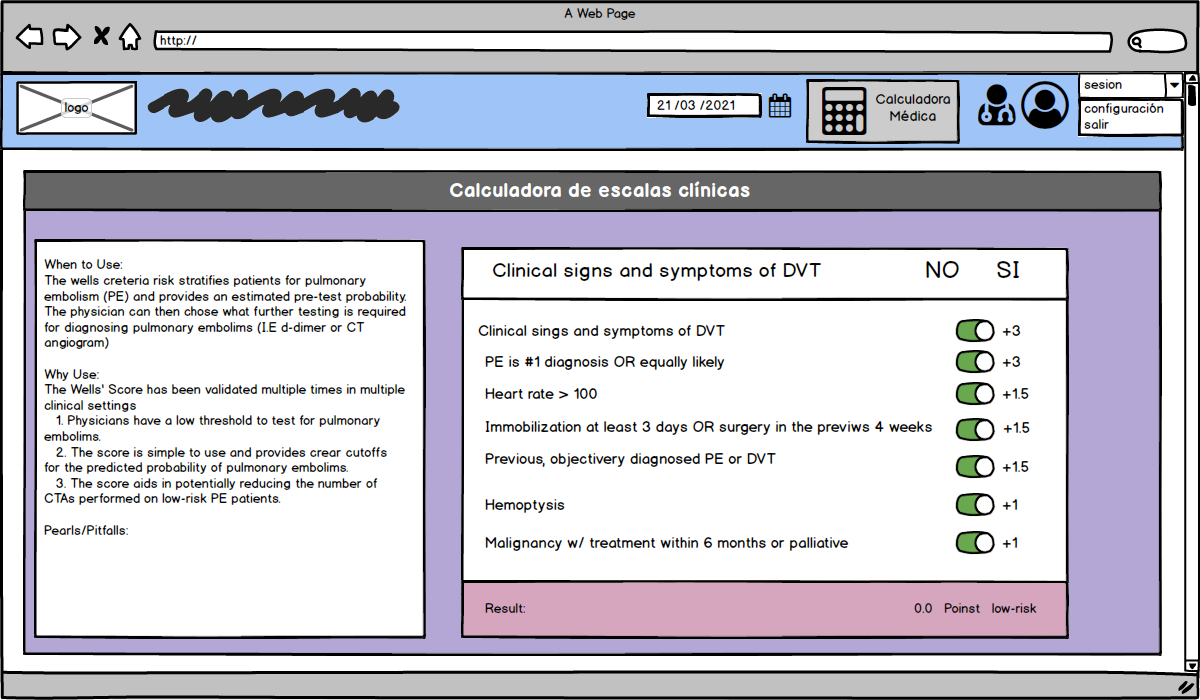 A Web Page
http://
logo
21 /03 /2021
Calculadora
Médica
sesion
configuración
salir
Calculadora de escalas clínicas
When to Use:
The wells creteria risk stratifies patients for pulmonary
embolism (PE) and provides an estimated pre-test probability.
The physician can then chose what further testing is required
for diagnosing pulmonary embolims (I.E d-dimer or CT
angiogram)
Why Use:
The Wells' Score has been validated multiple times in multiple
clinical settings
1. Physicians have a low threshold to test for pulmonary
embolims.
2. The score is simple to use and provides crear cutoffs
for the predicted probability of pulmonary embolims.
3. The score aids in potentially reducing the number of
CTAs performed on low-risk PE patients.
Pearls/Pitfalls:
Clinical signs and symptoms of DVT NO SI
Clinical sings and symptoms of DVT +3
PE is #1 diagnosis OR equally likely +3
Heart rate > 100 +1.5
Immobilization at least 3 days OR surgery in the previws 4 weeks +1.5
Previous, objectivery diagnosed PE or DVT +1.5
Hemoptysis +1
Malignancy w/ treatment within 6 months or palliative +1
Result: 0.0 Poinst low-risk